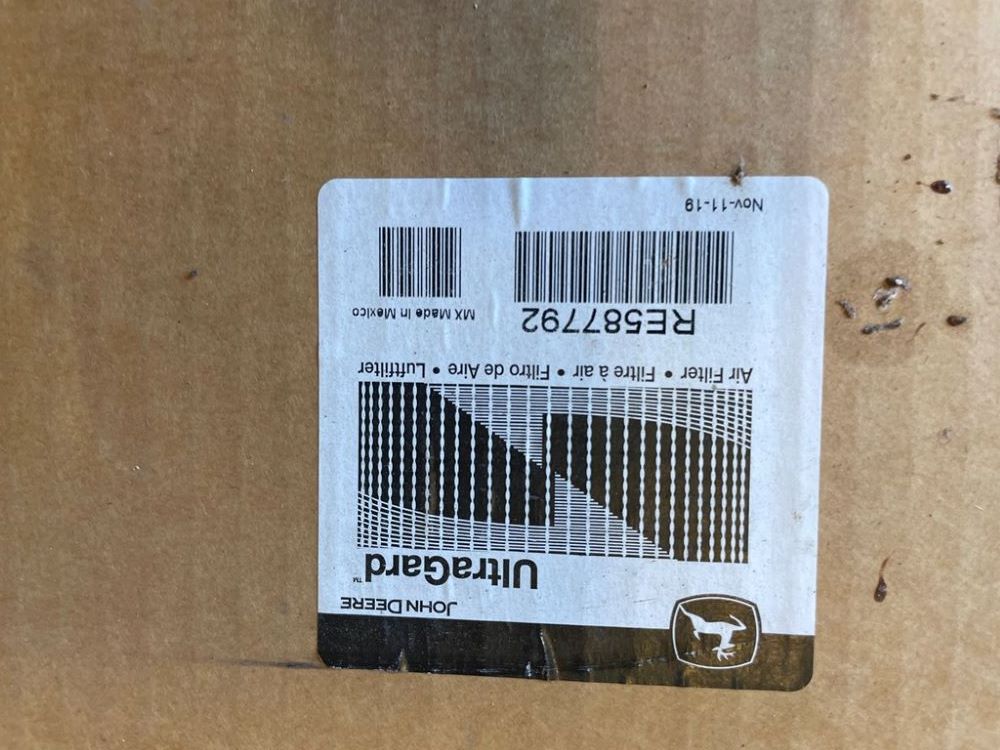 JOHN DEERE
UltraGard™
Air Filter • Filtre à air • Filtro de Aire • Luftfilter
RE587792
MX Made In Mexico
Nov-11-19